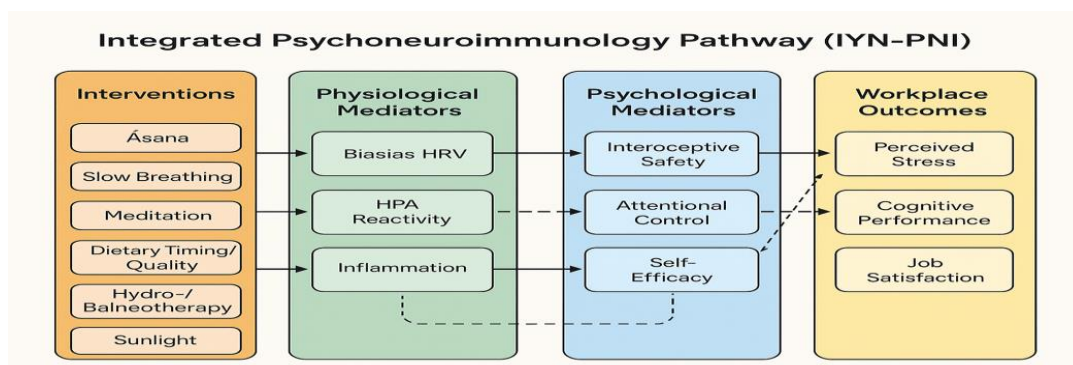 Integrated Psychoneuroimmunology Pathway (IYN-PNI)
Interventions
Ásana
Slow Breathing
Meditation
Dietary Timing/
Quality
Hydro-/
Balneotherapy
Sunlight
Physiological
Mediators
Biasias HRV
HPA
Reactivity
Inflammation
Psychological
Mediators
Interoceptive
Safety
Attentional
Control
Self-
Efficacy
Workplace
Outcomes
Perceived
Stress
Cognitive
Performance
Job
Satisfaction